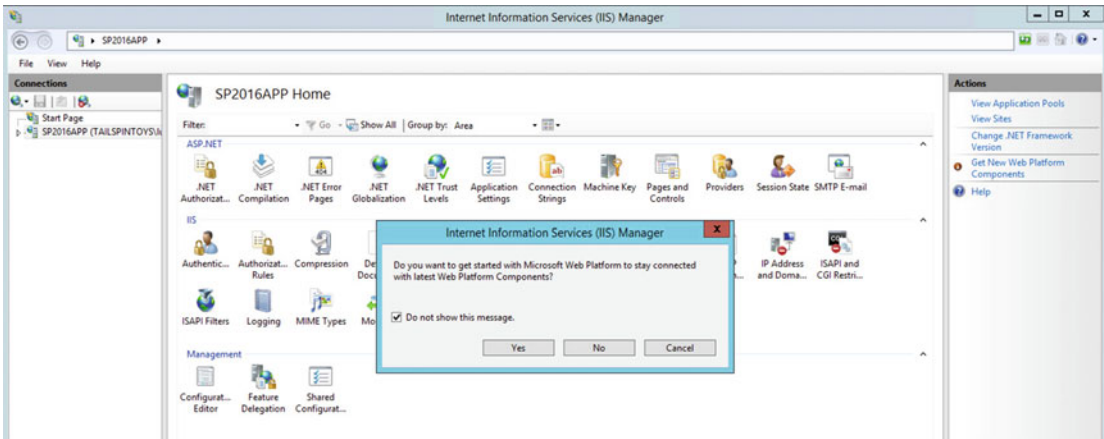 Internet Information Services (IIS) Manager
SP2016APP
File View Help
Connections
Start Page
SP2016APP (TAILSPINTOYS\
SP2016APP Home
Filter: Go Show All Group by: Area
ASP.NET
.NET Authorizat...
.NET Compilation
.NET Error Pages
.NET Globalization
.NET Trust Levels
Application Settings
Connection Strings
Machine Key
Pages and Controls
Providers
Session State
SMTP E-mail
IIS
Authentic...
Authorizat... Rules
Compression
De
Docu
IP Address and Doma...
ISAPI and CGI Restri...
ISAPI Filters
Logging
MIME Types
Mo
Management
Configurat... Editor
Feature Delegation
Shared Configurat...
Internet Information Services (IIS) Manager
Do you want to get started with Microsoft Web Platform to stay connected
with latest Web Platform Components?
Do not show this message.
Yes No Cancel
Actions
View Application Pools
View Sites
Change .NET Framework
Version
Get New Web Platform
Components
Help